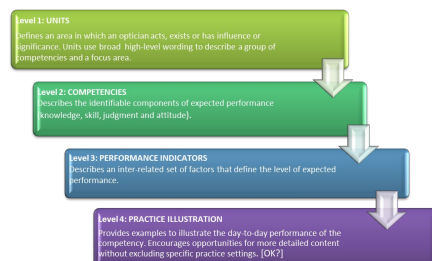 Level 1: UNITS
Defines an area in which an optician acts, exists or has influence or
significance. Units use broad high-level wording to describe a group of
competencies and a focus area.
Level 2: COMPETENCIES
Describes the identifiable components of expected performance
(knowledge, skill, judgment and attitude).
Level 3: PERFORMANCE INDICATORS
Describes an inter-related set of factors that define the level of expected
performance.
Level 4: PRACTICE ILLUSTRATION
Provides examples to illustrate the day-to-day performance of the
competency. Encourages opportunities for more detailed content
without excluding specific practice settings. [OK?]